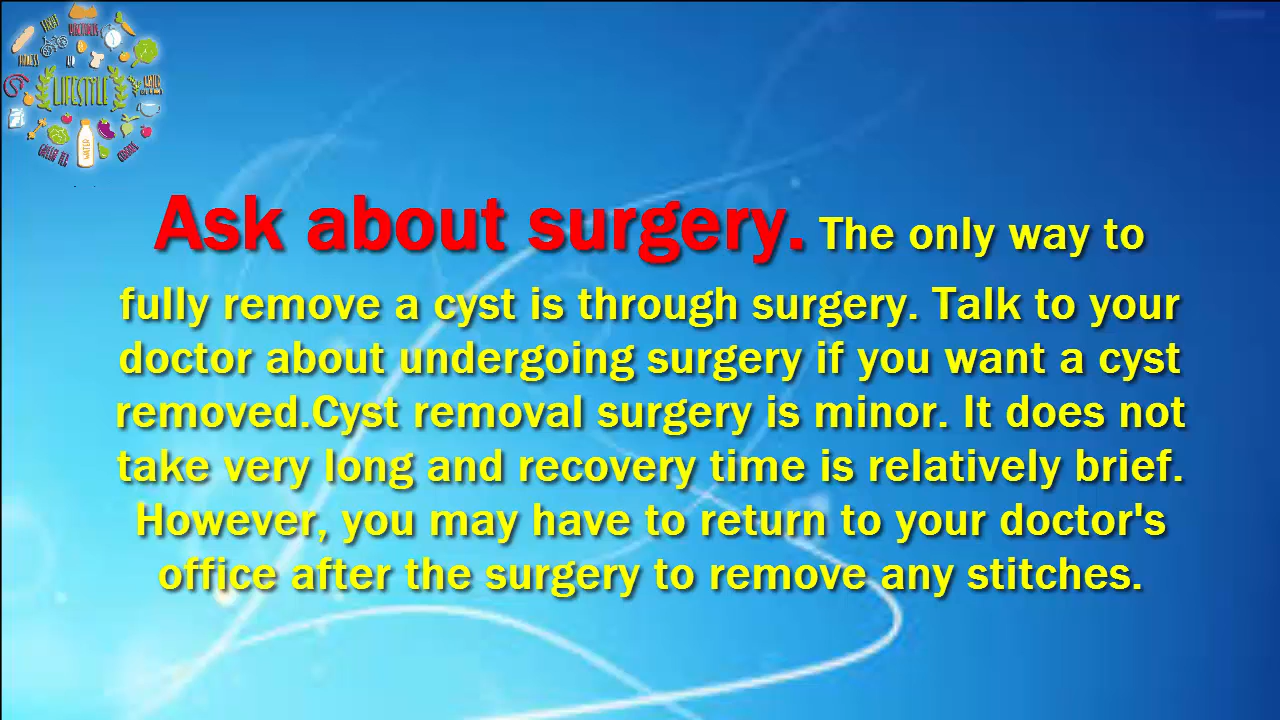 LIFESTYLE
WATER
Ask about surgery. The only way to
fully remove a cyst is through surgery. Talk to your
doctor about undergoing surgery if you want a cyst
removed.Cyst removal surgery is minor. It does not
take very long and recovery time is relatively brief.
However, you may have to return to your doctor's
office after the surgery to remove any stitches.